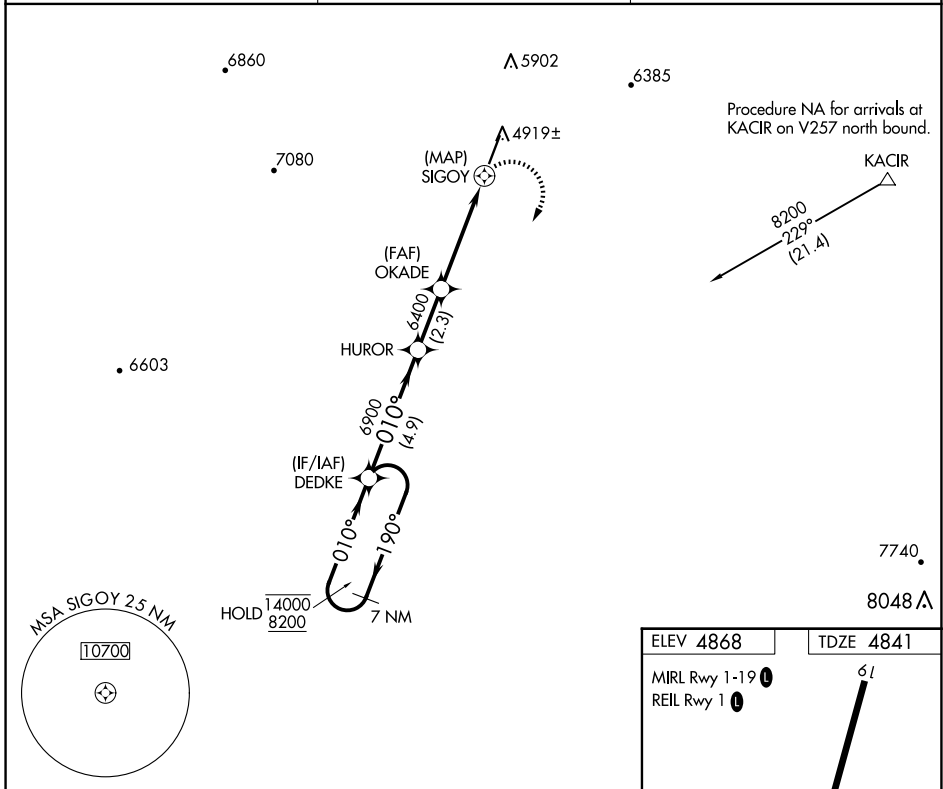 6860
5902
6385
Procedure NA for arrivals at
KACIR on V257 north bound.
4919±
7080
(MAP)
SIGOY
KACIR
8200
229°
(21.4)
(FAF)
OKADE
6400
(2.3)
HUROR
6603
6900
010°
(4.9)
(IF/IAF)
DEDKE
010°
190°
7740
HOLD 14000
8200
7 NM
8048
MSA SIGOY 25 NM
10700
ELEV 4868
TDZE 4841
MIRL Rwy 1-19 L
REIL Rwy 1 L
19